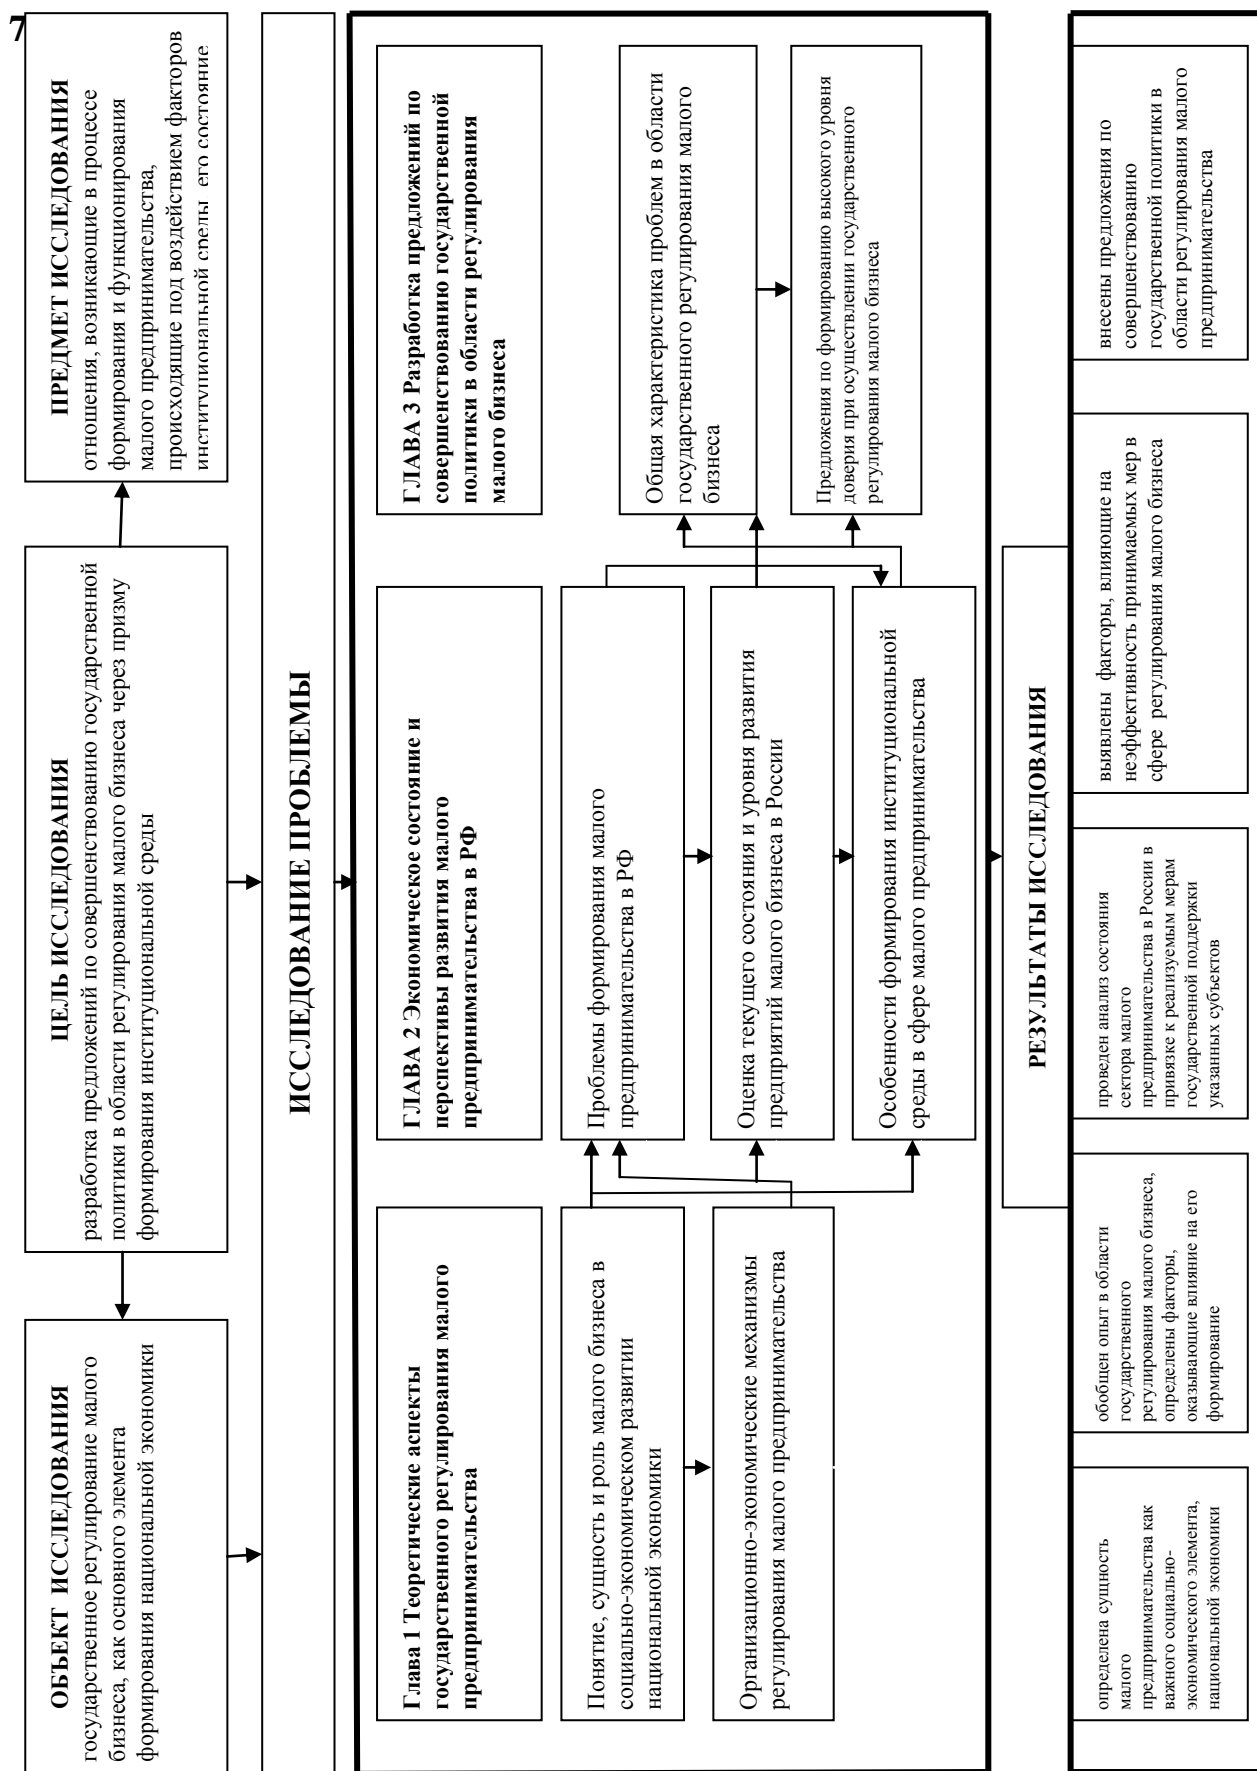 7
ОБЪЕКТ ИССЛЕДОВАНИЯ
государственное регулирование малого
бизнеса, как основного элемента
формирования национальной экономики
ЦЕЛЬ ИССЛЕДОВАНИЯ
разработка предложений по совершенствованию государственной
политики в области регулирования малого бизнеса через призму
формирования институциональной среды
ПРЕДМЕТ ИССЛЕДОВАНИЯ
отношения, возникающие в процессе
формирования и функционирования
малого предпринимательства,
происходящие под воздействием факторов
институциональной среды, его состояние
ИССЛЕДОВАНИЕ ПРОБЛЕМЫ
Глава 1 Теоретические аспекты
государственного регулирования малого
предпринимательства
Понятие, сущность и роль малого бизнеса в
социально-экономическом развитии
национальной экономики
Организационно-экономические механизмы
регулирования малого предпринимательства
ГЛАВА 2 Экономическое состояние и
перспективы развития малого
предпринимательства в РФ
Проблемы формирования малого
предпринимательства в РФ
Оценка текущего состояния и уровня развития
предприятий малого бизнеса в России
Особенности формирования институциональной
среды в сфере малого предпринимательства
ГЛАВА 3 Разработка предложений по
совершенствованию государственной
политики в области регулирования
малого бизнеса
Общая характеристика проблем в области
государственного регулирования малого
бизнеса
Предложения по формированию высокого уровня
доверия при осуществлении государственного
регулирования малого бизнеса
РЕЗУЛЬТАТЫ ИССЛЕДОВАНИЯ
определена сущность
малого
предпринимательства как
важного социально-
экономического элемента,
национальной экономики
обобщен опыт в области
государственного
регулирования малого бизнеса,
определены факторы,
оказывающие влияние на его
формирование
проведен анализ состояния
сектора малого
предпринимательства в России в
привязке к реализуемым мерам
государственной поддержки
указанных субъектов
выявлены факторы, влияющие на
неэффективность принимаемых мер в
сфере регулирования малого бизнеса
внесены предложения по
совершенствованию
государственной политики в
области регулирования малого
предпринимательства